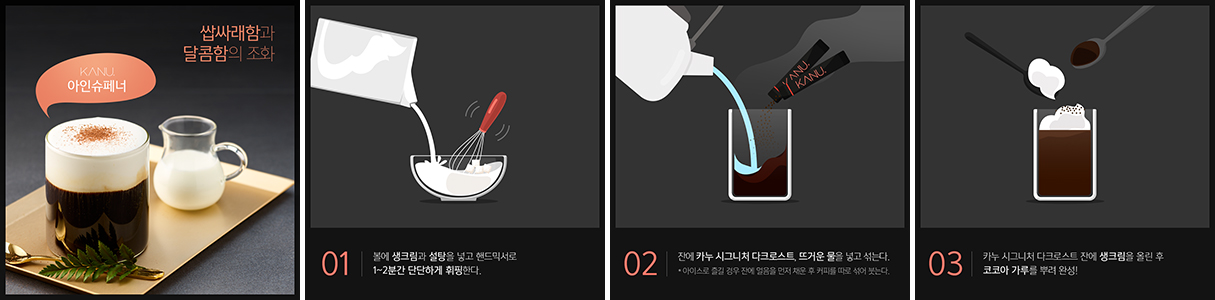 쌉싸래함과
달콤함의 조화
KANU.
아인슈페너
01
볼에 생크림과 설탕을 넣고 핸드믹서로
1~2분간 단단하게 휘핑한다.
KANU.
KANU.
02
잔에 카누 시그니처 다크로스트, 뜨거운 물을 넣고 섞는다.
* 아이스로 즐길 경우 잔에 얼음을 먼저 채운 후 커피를 따로 섞어 붓는다.
03
카누 시그니처 다크로스트 잔에 생크림을 올린 후
코코아 가루를 뿌려 완성!